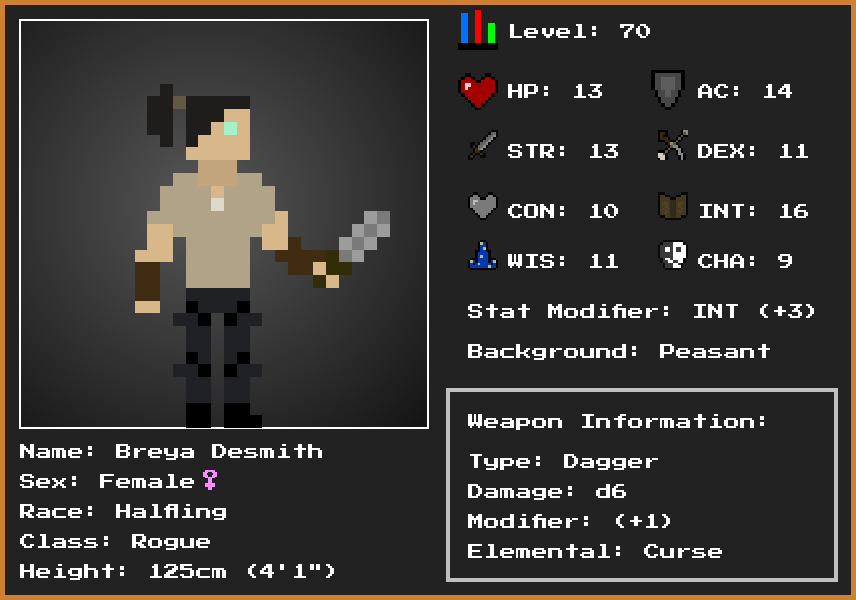 Level: 70
HP: 13
AC: 14
STR: 13
DEX: 11
CON: 10
INT: 16
WIS: 11
CHA: 9
Stat Modifier: INT (+3)
Background: Peasant
Weapon Information:
Type: Dagger
Damage: d6
Modifier: (+1)
Elemental: Curse
Name: Breya Desmith
Sex: Female♀
Race: Halfling
Class: Rogue
Height: 125cm (4'1")